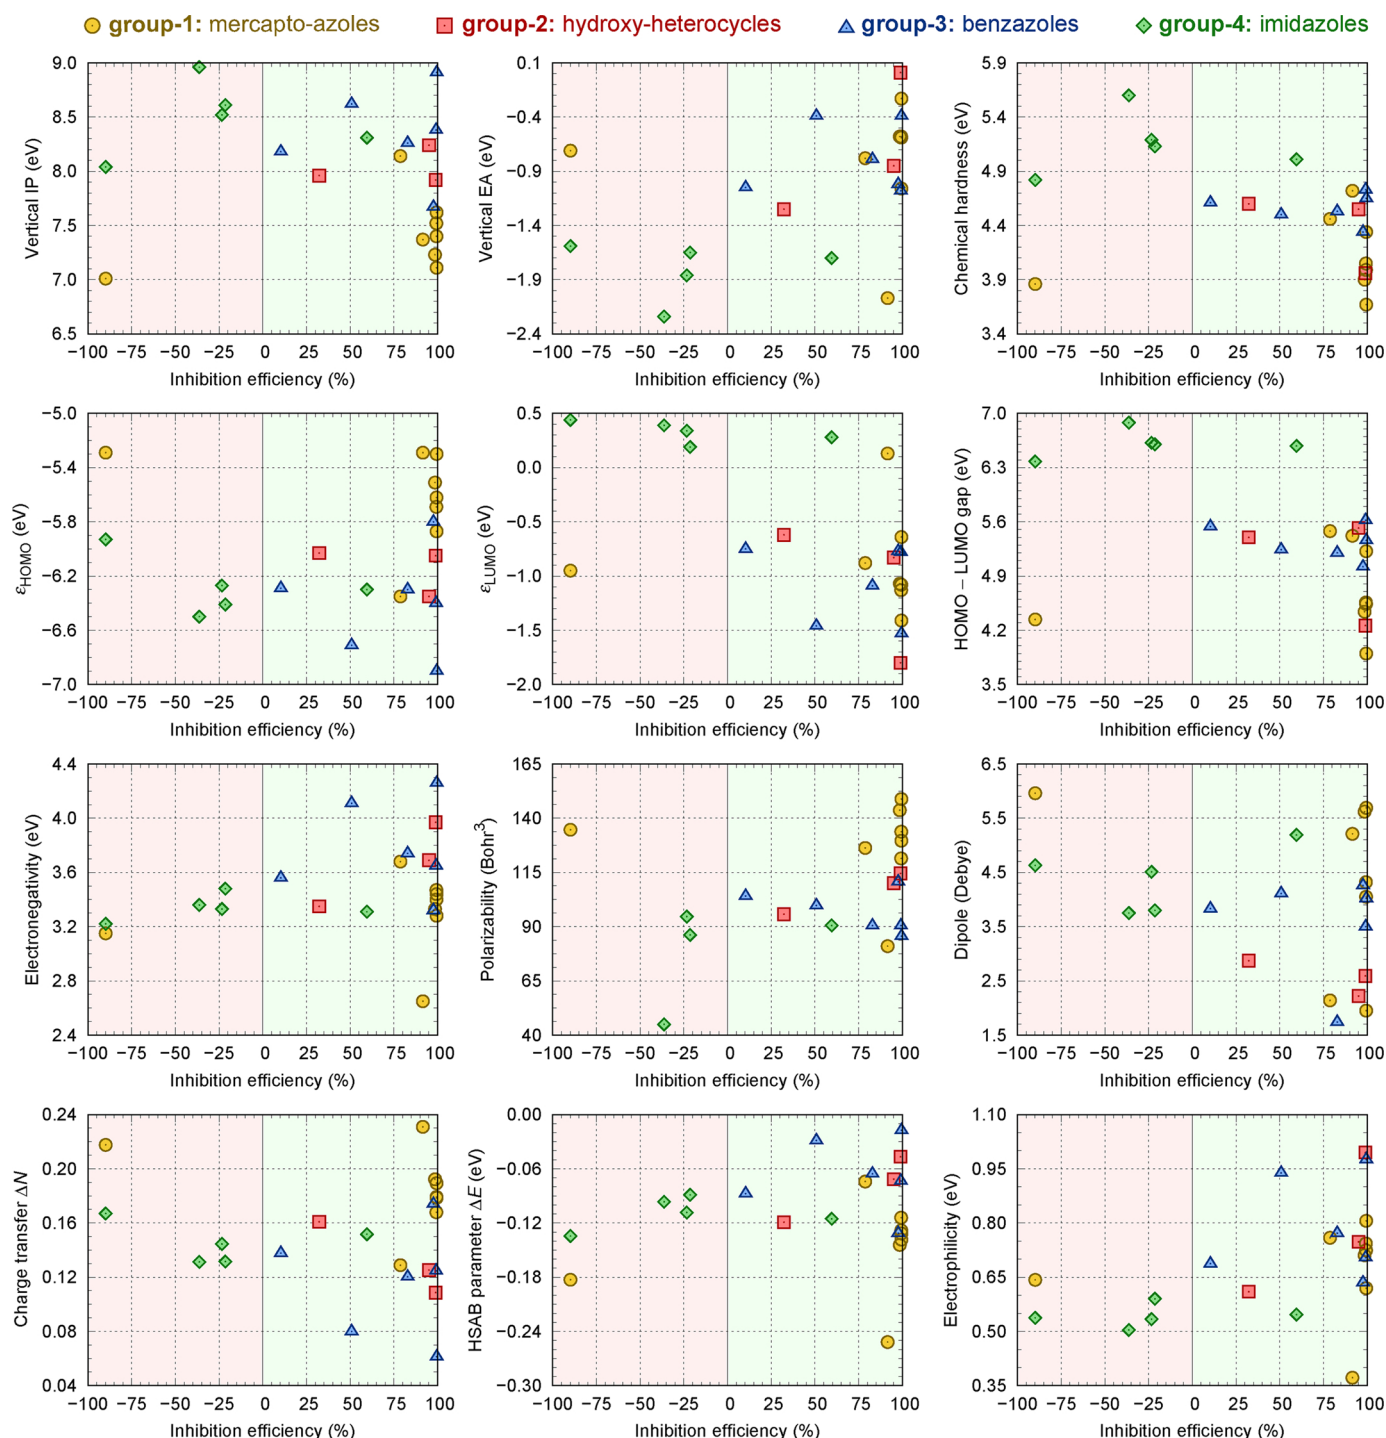 group-1: mercapto-azoles group-2: hydroxy-heterocycles group-3: benzazoles group-4: imidazoles
Vertical IP (eV)
9.0
8.5
8.0
7.5
7.0
6.5
−100 −75 −50 −25 0 25 50 75 100
Inhibition efficiency (%)
Vertical EA (eV)
0.1
−0.4
−0.9
−1.4
−1.9
−2.4
−100 −75 −50 −25 0 25 50 75 100
Inhibition efficiency (%)
Chemical hardness (eV)
5.9
5.4
4.9
4.4
3.9
3.4
−100 −75 −50 −25 0 25 50 75 100
Inhibition efficiency (%)
εHOMO (eV)
−5.0
−5.4
−5.8
−6.2
−6.6
−7.0
−100 −75 −50 −25 0 25 50 75 100
Inhibition efficiency (%)
εLUMO (eV)
0.5
0.0
−0.5
−1.0
−1.5
−2.0
−100 −75 −50 −25 0 25 50 75 100
Inhibition efficiency (%)
HOMO – LUMO gap (eV)
7.0
6.3
5.6
4.9
4.2
3.5
−100 −75 −50 −25 0 25 50 75 100
Inhibition efficiency (%)
Electronegativity (eV)
4.4
4.0
3.6
3.2
2.8
2.4
−100 −75 −50 −25 0 25 50 75 100
Inhibition efficiency (%)
Polarizability (Bohr³)
165
140
115
90
65
40
−100 −75 −50 −25 0 25 50 75 100
Inhibition efficiency (%)
Dipole (Debye)
6.5
5.5
4.5
3.5
2.5
1.5
−100 −75 −50 −25 0 25 50 75 100
Inhibition efficiency (%)
Charge transfer ΔN
0.24
0.20
0.16
0.12
0.08
0.04
−100 −75 −50 −25 0 25 50 75 100
Inhibition efficiency (%)
HSAB parameter ΔE (eV)
0.00
−0.06
−0.12
−0.18
−0.24
−0.30
−100 −75 −50 −25 0 25 50 75 100
Inhibition efficiency (%)
Electrophilicity (eV)
1.10
0.95
0.80
0.65
0.50
0.35
−100 −75 −50 −25 0 25 50 75 100
Inhibition efficiency (%)